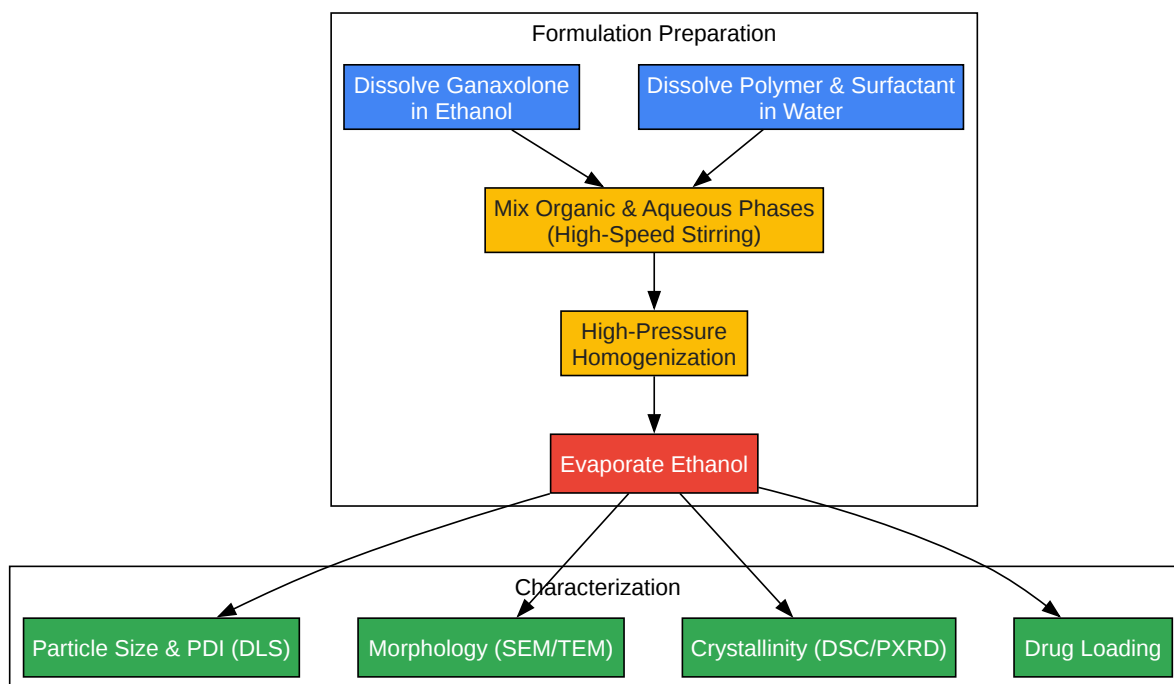 Formulation Preparation
Dissolve Ganaxolone
in Ethanol
Dissolve Polymer & Surfactant
in Water
Mix Organic & Aqueous Phases
(High-Speed Stirring)
High-Pressure
Homogenization
Evaporate Ethanol
Characterization
Particle Size & PDI (DLS)
Morphology (SEM/TEM)
Crystallinity (DSC/PXRD)
Drug Loading